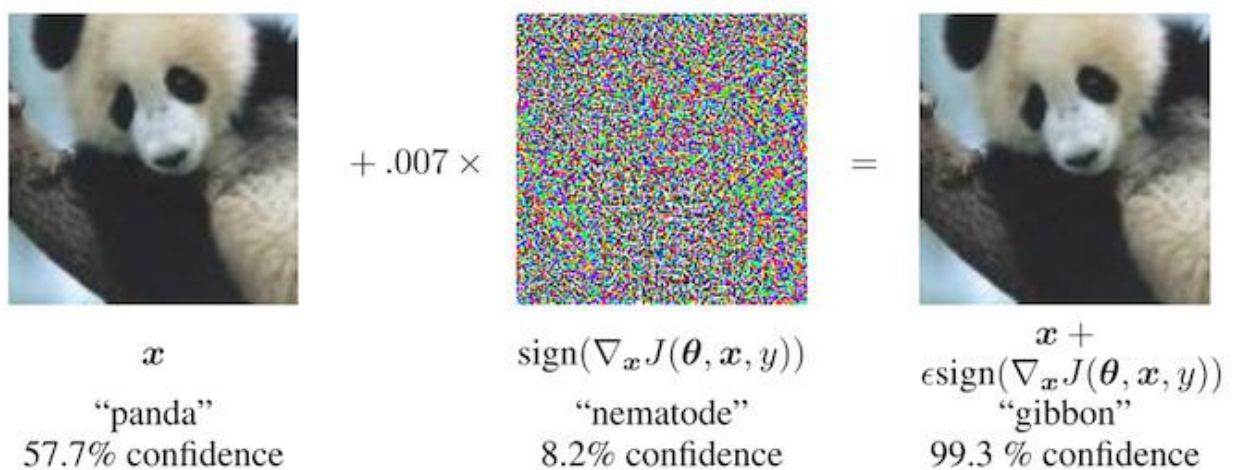 + .007 ×
=
x
sign(∇ₓJ(θ, x, y))
x +
ϵsign(∇ₓJ(θ, x, y))
“panda”
“nematode”
“gibbon”
57.7% confidence
8.2% confidence
99.3 % confidence